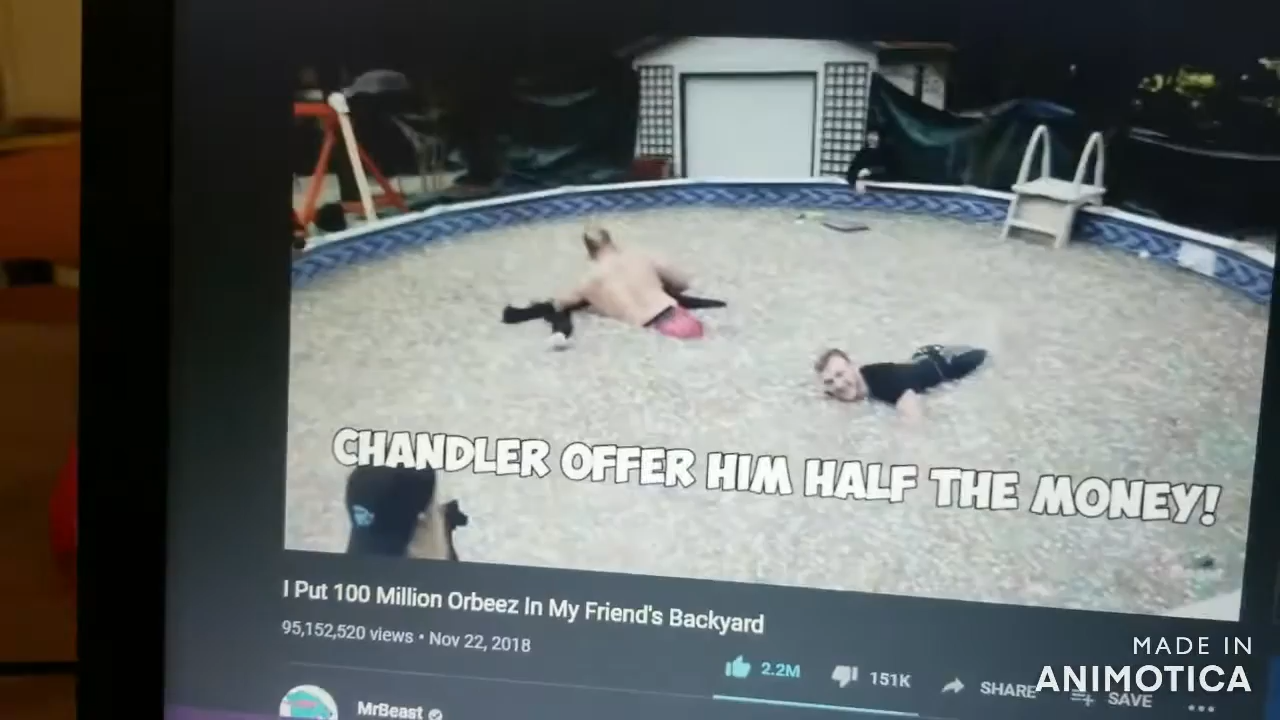 CHANDLER OFFER HIM HALF THE MONEY!
I Put 100 Million Orbeez In My Friend's Backyard
95,152,520 views • Nov 22, 2018
2.2M 151K SHARE SAVE
MrBeast
MADE IN
ANIMOTICA